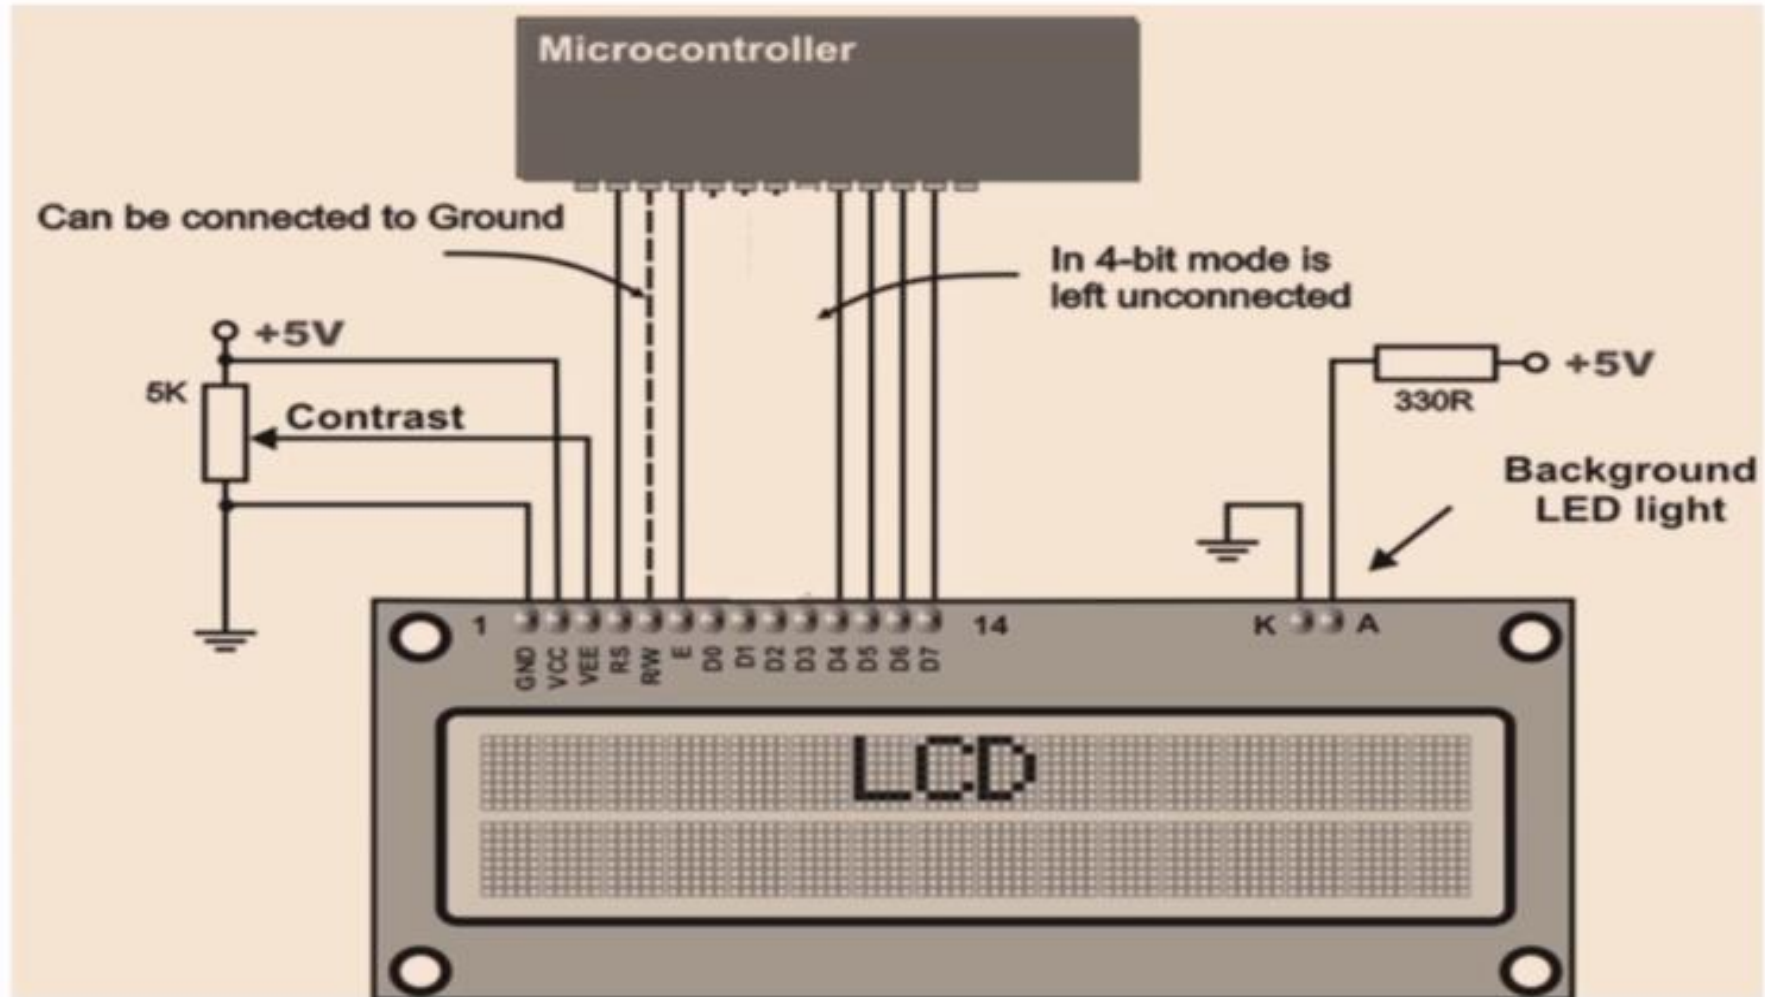 Microcontroller
Can be connected to Ground
In 4-bit mode is
left unconnected
+5V
5K
Contrast
+5V
330R
Background
LED light
1
14
K
A
GND
VCC
VEE
RS
R/W
E
D0
D1
D2
D3
D4
D5
D6
D7
LCD